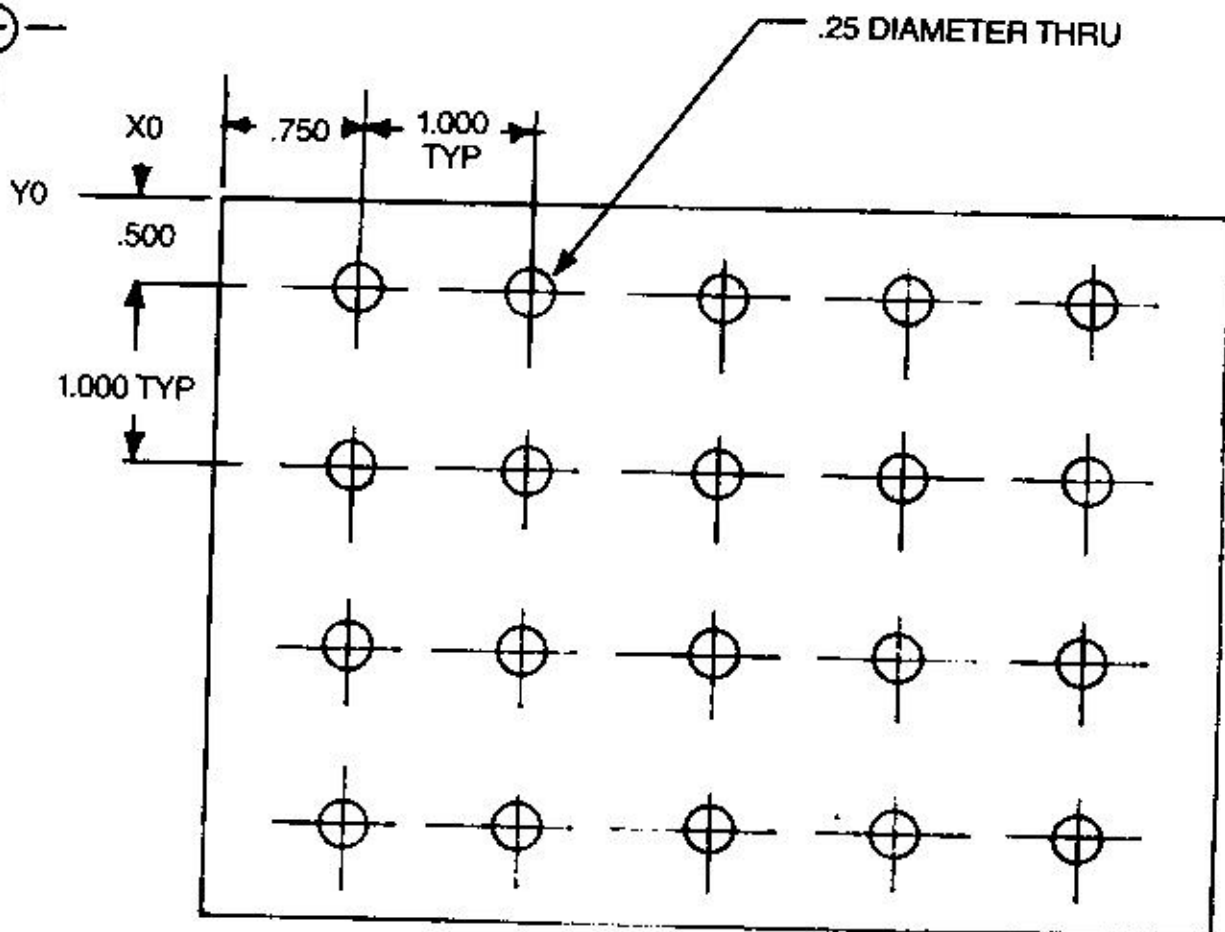 .25 DIAMETER THRU
X0
.750
1.000
TYP
Y0
.500
1.000 TYP